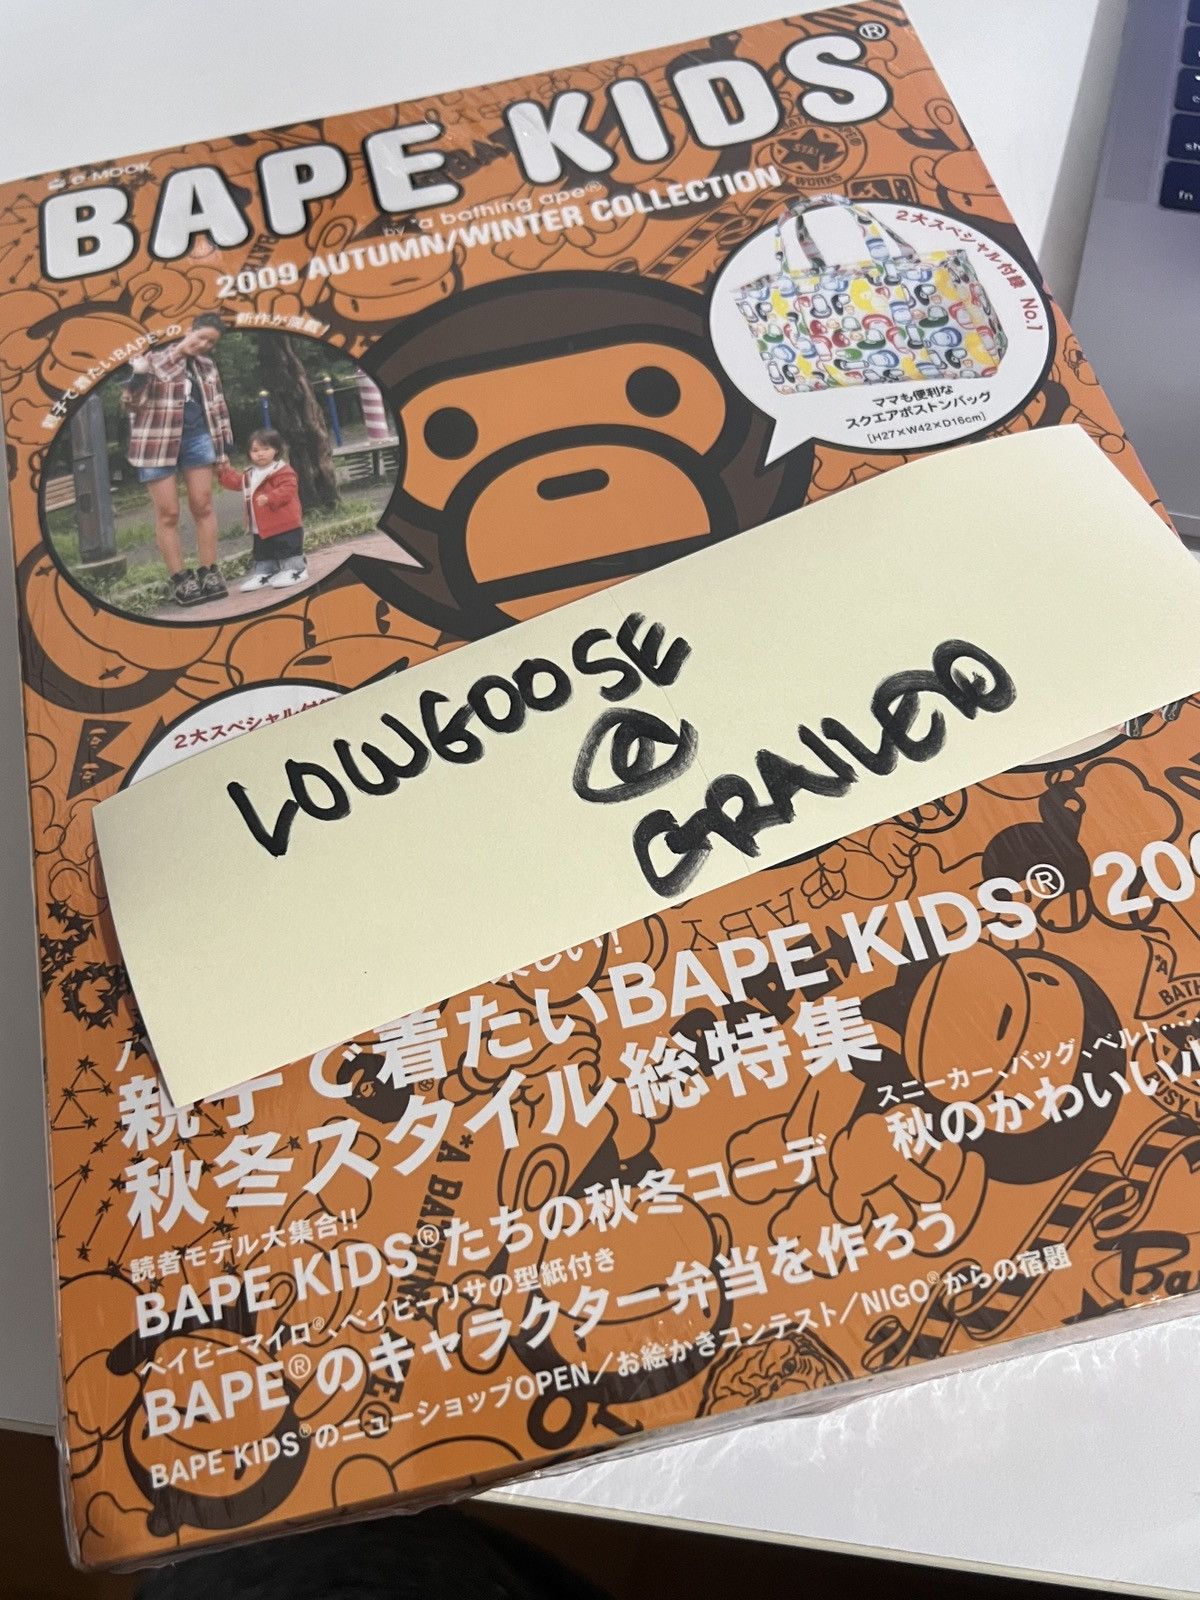 e-MOOK
BAPE KIDS®
by *a bathing ape®
2009 AUTUMN/WINTER COLLECTION
親子で着たいBAPE®の
新作が満載!
2大スペシャル付録 No.1
ママも便利な
スクエアボストンバッグ
[H27×W42×D16cm]
2大スペシャル付録
LOWGOOSE
@
GRAILED
親子で着たいBAPE KIDS® 200
秋冬スタイル総特集
スニーカー、バッグ、ベルト……
秋のかわいい小
読者モデル大集合!!
BAPE KIDS®たちの秋冬コーデ
ベイビーマイロ®、ベイビーリサの型紙付き
BAPE®のキャラクター弁当を作ろう
BAPE KIDS®のニューショップOPEN/お絵かきコンテスト/NIGO®からの宿題
BABY
*A BATHING
fn